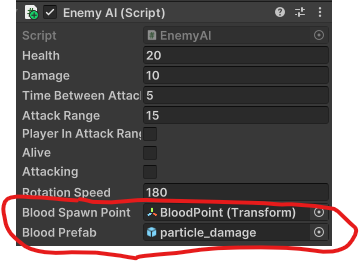 Enemy AI (Script)
Script EnemyAI
Health 20
Damage 10
Time Between Attac 5
Attack Range 15
Player In Attack Rang
Alive
Attacking
Rotation Speed 180
Blood Spawn Point BloodPoint (Transform)
Blood Prefab particle_damage